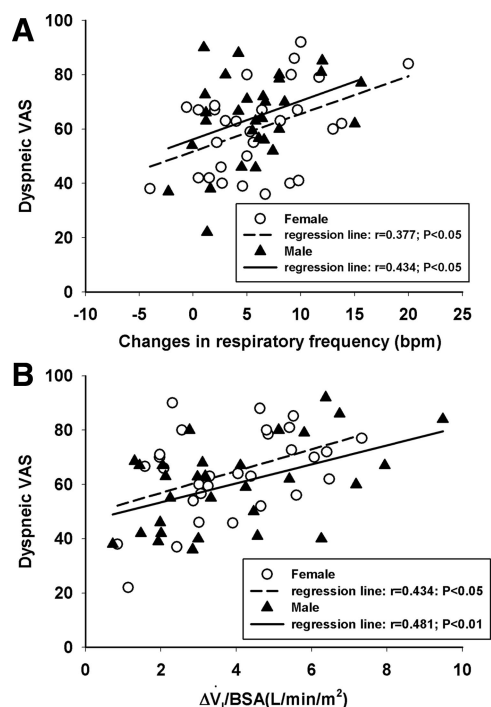 A
Dyspneic VAS
100
80
60
40
20
0
Female
regression line: r=0.377; P<0.05
Male
regression line: r=0.434; P<0.05
-10 -5 0 5 10 15 20 25
Changes in respiratory frequency (bpm)
B
Dyspneic VAS
100
80
60
40
20
0
Female
regression line: r=0.434: P<0.05
Male
regression line: r=0.481; P<0.01
0 2 4 6 8 10
ΔV̇I/BSA(L/min/m²)